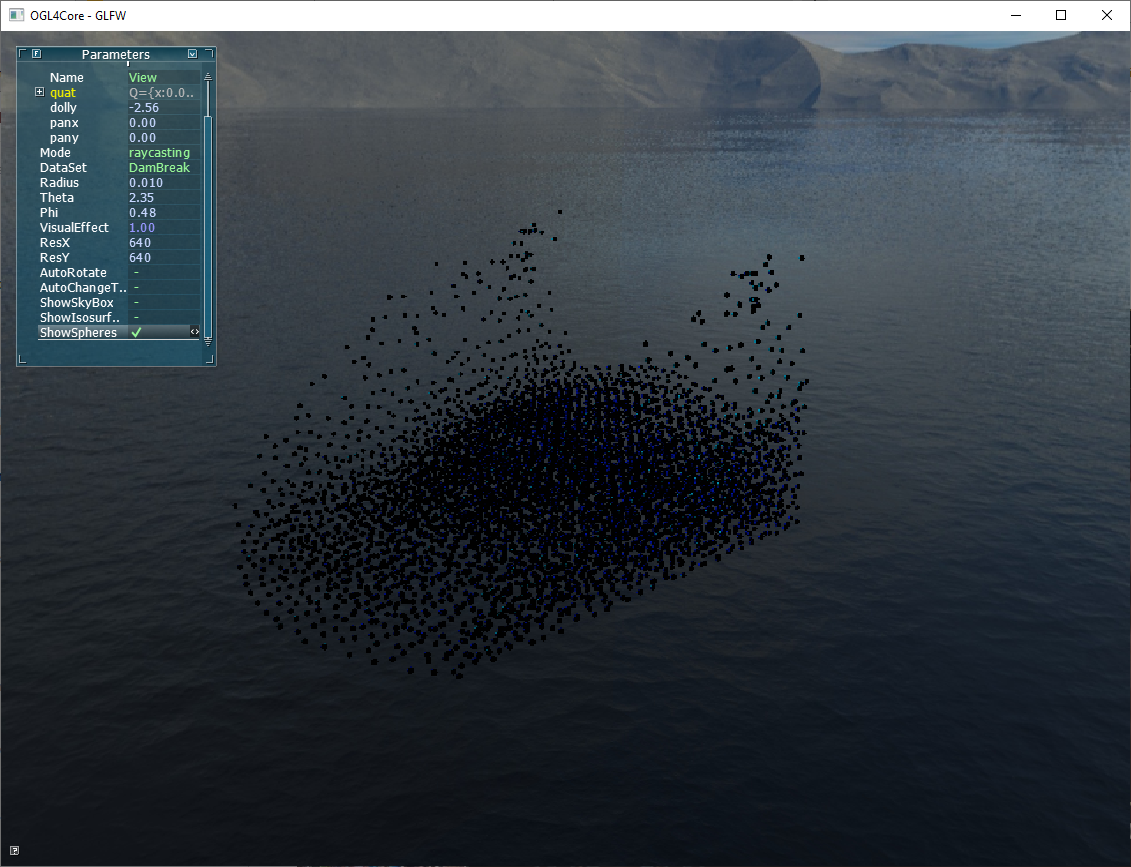 OGL4Core - GLFW
Parameters
Name View
quat Q={x:0.0..
dolly -2.56
panx 0.00
pany 0.00
Mode raycasting
DataSet DamBreak
Radius 0.010
Theta 2.35
Phi 0.48
VisualEffect 1.00
ResX 640
ResY 640
AutoRotate -
AutoChangeT.. -
ShowSkyBox -
ShowIsosurf.. -
ShowSpheres ✓